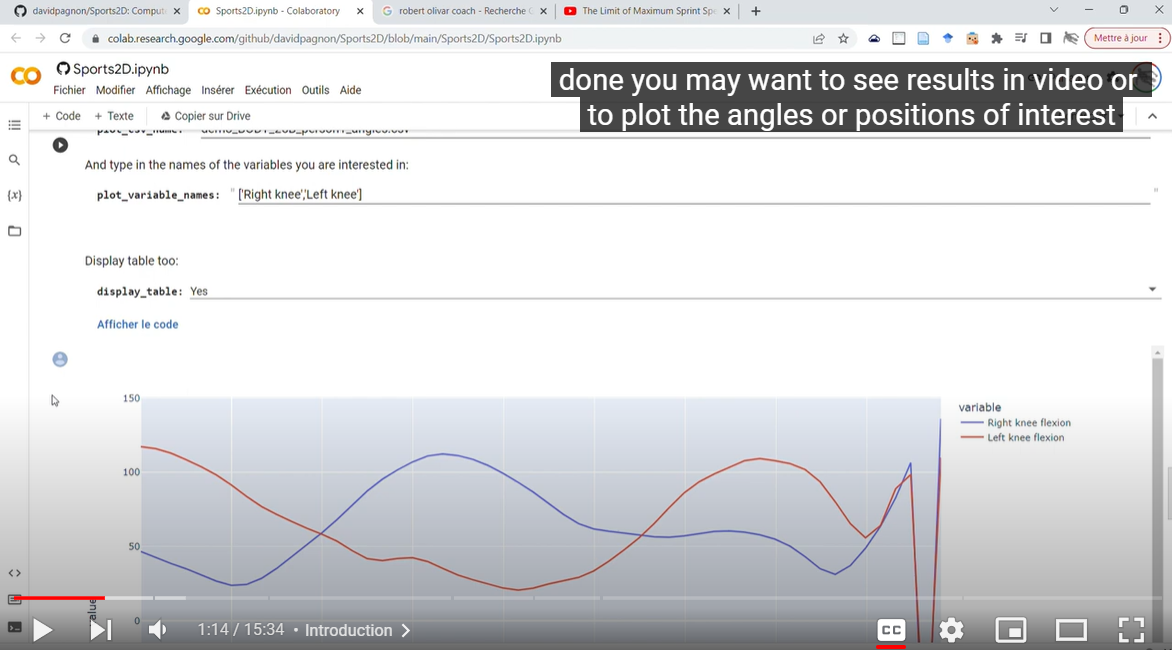 davidpagnon/Sports2D: Comput
Sports2D.ipynb - Colaboratory
robert olivar coach - Recherche G
The Limit of Maximum Sprint Spe
colab.research.google.com/github/davidpagnon/Sports2D/blob/main/Sports2D/Sports2D.ipynb
Mettre à jour
Sports2D.ipynb
Fichier Modifier Affichage Insérer Exécution Outils Aide
done you may want to see results in video or
to plot the angles or positions of interest
+ Code + Texte Copier sur Drive
plot_csv_name:
And type in the names of the variables you are interested in:
plot_variable_names: " ['Right knee','Left knee'] "
Display table too:
display_table: Yes
Afficher le code
150
100
50
0
value
variable
Right knee flexion
Left knee flexion
1:14 / 15:34 • Introduction
CC